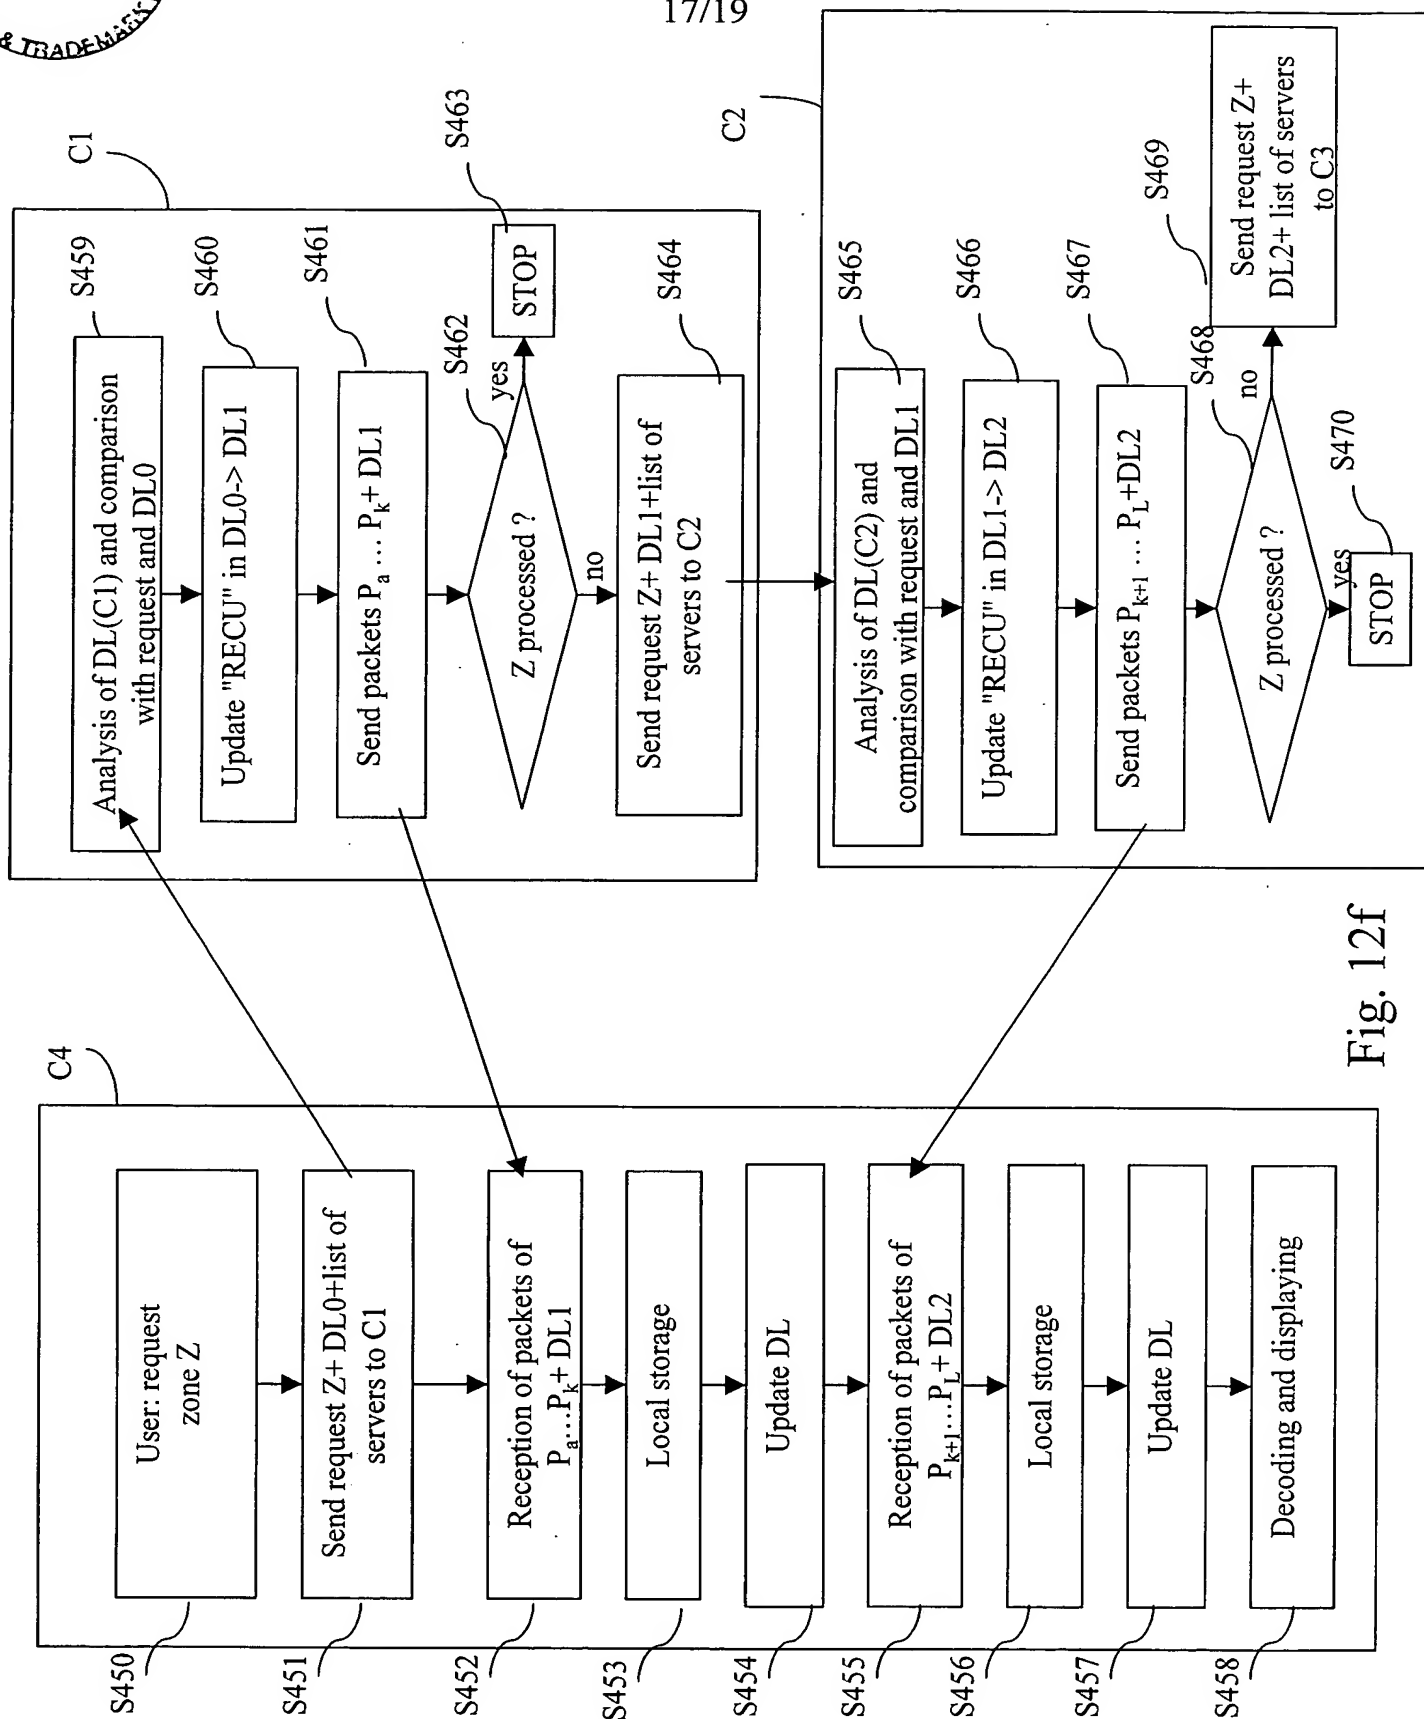 & TRADEMARK
17/19
C4
S450
User: request
zone Z
S451
Send request Z+ DL0+list of
servers to C1
S452
Reception of packets of
Pa...Pk+ DL1
S453
Local storage
S454
Update DL
S455
Reception of packets of
Pk+1...PL+ DL2
S456
Local storage
S457
Update DL
S458
Decoding and displaying
C1
S459
Analysis of DL(C1) and comparison
with request and DL0
S460
Update "RECU" in DL0-> DL1
S461
Send packets Pa ... Pk+ DL1
S462
Z processed ?
yes
S463
STOP
no
S464
Send request Z+ DL1+list of
servers to C2
C2
S465
Analysis of DL(C2) and
comparison with request and DL1
S466
Update "RECU" in DL1-> DL2
S467
Send packets Pk+1 ... PL+DL2
S468
Z processed ?
no
S469
Send request Z+
DL2+ list of servers
to C3
yes
S470
STOP
Fig. 12f